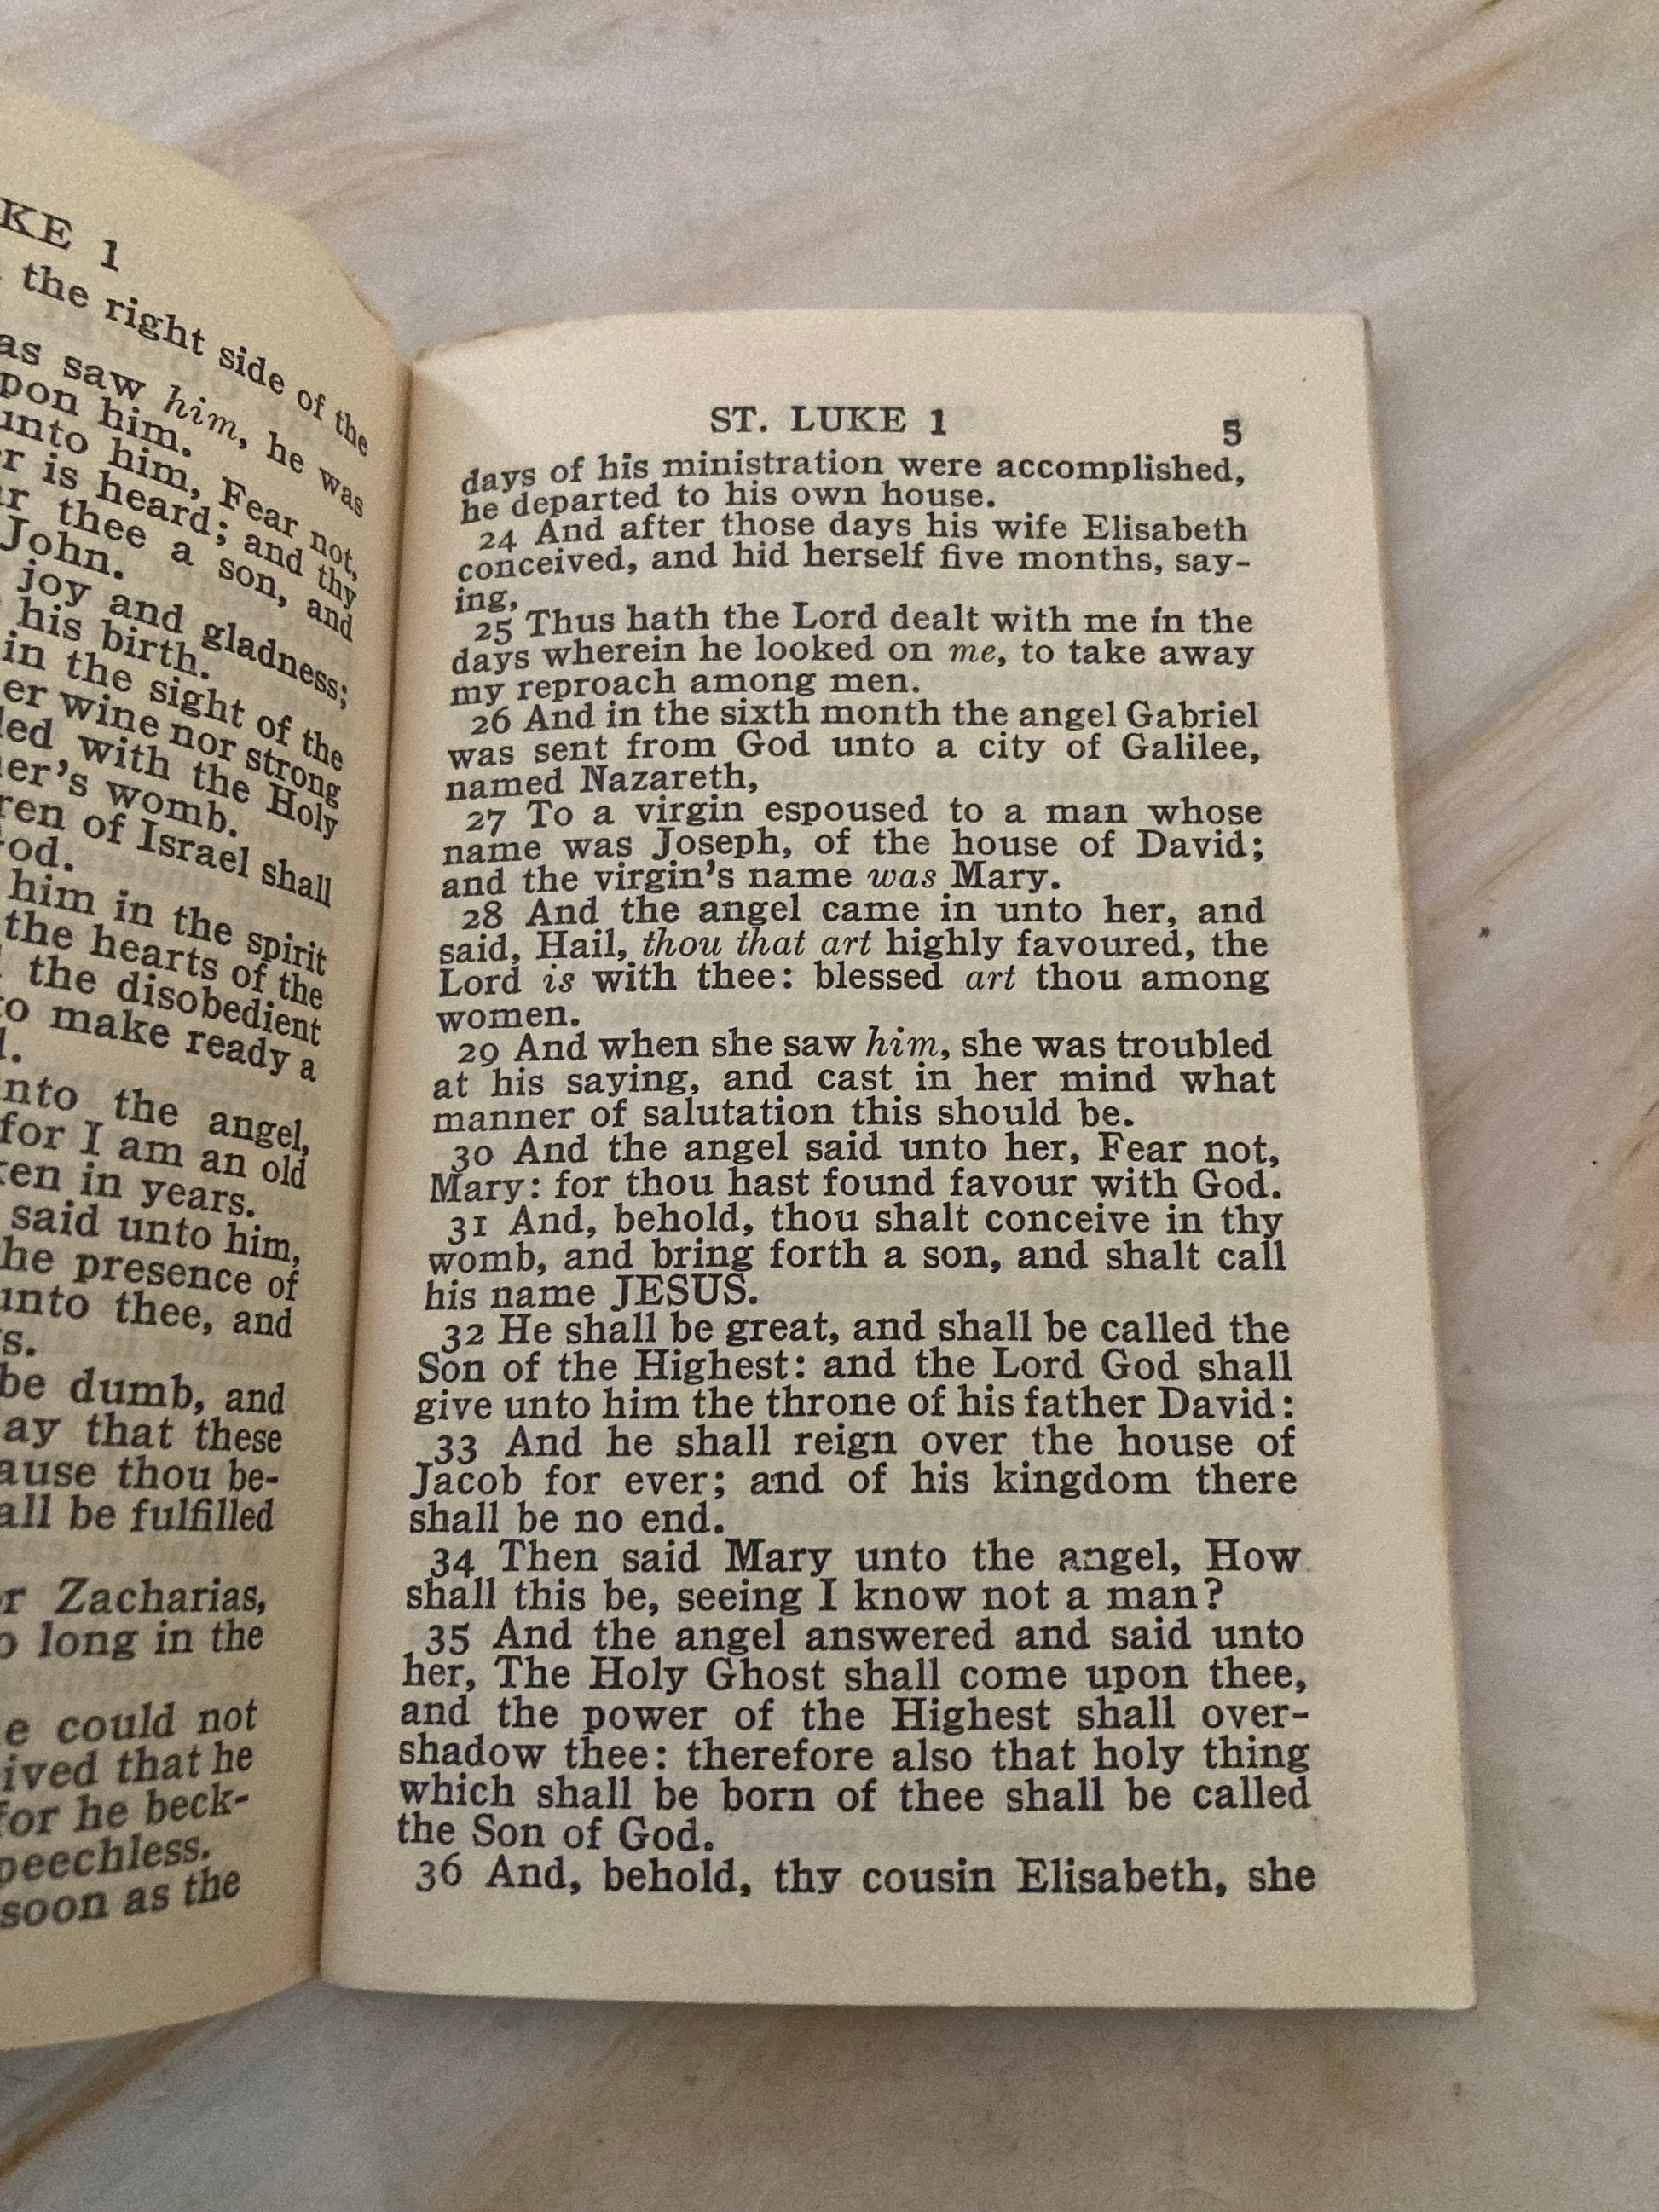 KE 1
the right side of the
as saw him, he was
pon him.
unto him, Fear not,
r is heard; and thy
ar thee a son, and
John.
joy and gladness;
his birth.
in the sight of the
er wine nor strong
led with the Holy
er's womb.
ren of Israel shall
od.
him in the spirit
the hearts of the
the disobedient
to make ready a
l.
nto the angel,
for I am an old
ken in years.
said unto him,
he presence of
unto thee, and
s.
be dumb, and
ay that these
ause thou be-
all be fulfilled
r Zacharias,
o long in the
e could not
ived that he
for he beck-
peechless.
soon as the
ST. LUKE 1 5
days of his ministration were accomplished,
he departed to his own house.
24 And after those days his wife Elisabeth
conceived, and hid herself five months, say-
ing,
25 Thus hath the Lord dealt with me in the
days wherein he looked on me, to take away
my reproach among men.
26 And in the sixth month the angel Gabriel
was sent from God unto a city of Galilee,
named Nazareth,
27 To a virgin espoused to a man whose
name was Joseph, of the house of David;
and the virgin's name was Mary.
28 And the angel came in unto her, and
said, Hail, thou that art highly favoured, the
Lord is with thee: blessed art thou among
women.
29 And when she saw him, she was troubled
at his saying, and cast in her mind what
manner of salutation this should be.
30 And the angel said unto her, Fear not,
Mary: for thou hast found favour with God.
31 And, behold, thou shalt conceive in thy
womb, and bring forth a son, and shalt call
his name JESUS.
32 He shall be great, and shall be called the
Son of the Highest: and the Lord God shall
give unto him the throne of his father David:
33 And he shall reign over the house of
Jacob for ever; and of his kingdom there
shall be no end.
34 Then said Mary unto the angel, How
shall this be, seeing I know not a man?
35 And the angel answered and said unto
her, The Holy Ghost shall come upon thee,
and the power of the Highest shall over-
shadow thee: therefore also that holy thing
which shall be born of thee shall be called
the Son of God.
36 And, behold, thy cousin Elisabeth, she